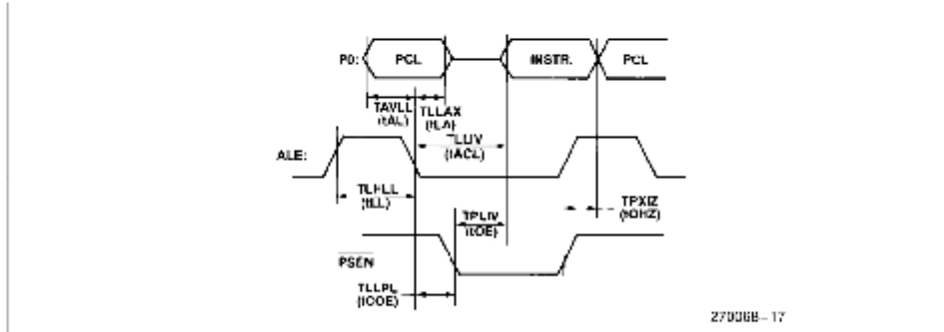 P0: PCL INSTR. PCL
TAVLL
(tAL)
TLLAX
(tLA)
TLLIV
(tACL)
ALE:
TLHLL
(tLL)
TPLIV
(tOE)
TPXIZ
(tOHZ)
PSEN
TLLPL
(tCOE)
270068-17